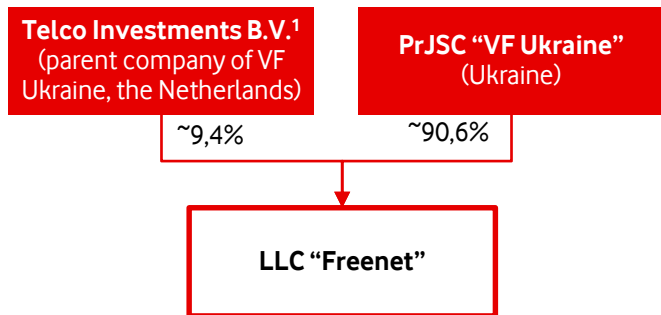 Telco Investments B.V.¹
(parent company of VF
Ukraine, the Netherlands)
PrJSC “VF Ukraine”
(Ukraine)
~9,4%
~90,6%
LLC “Freenet”